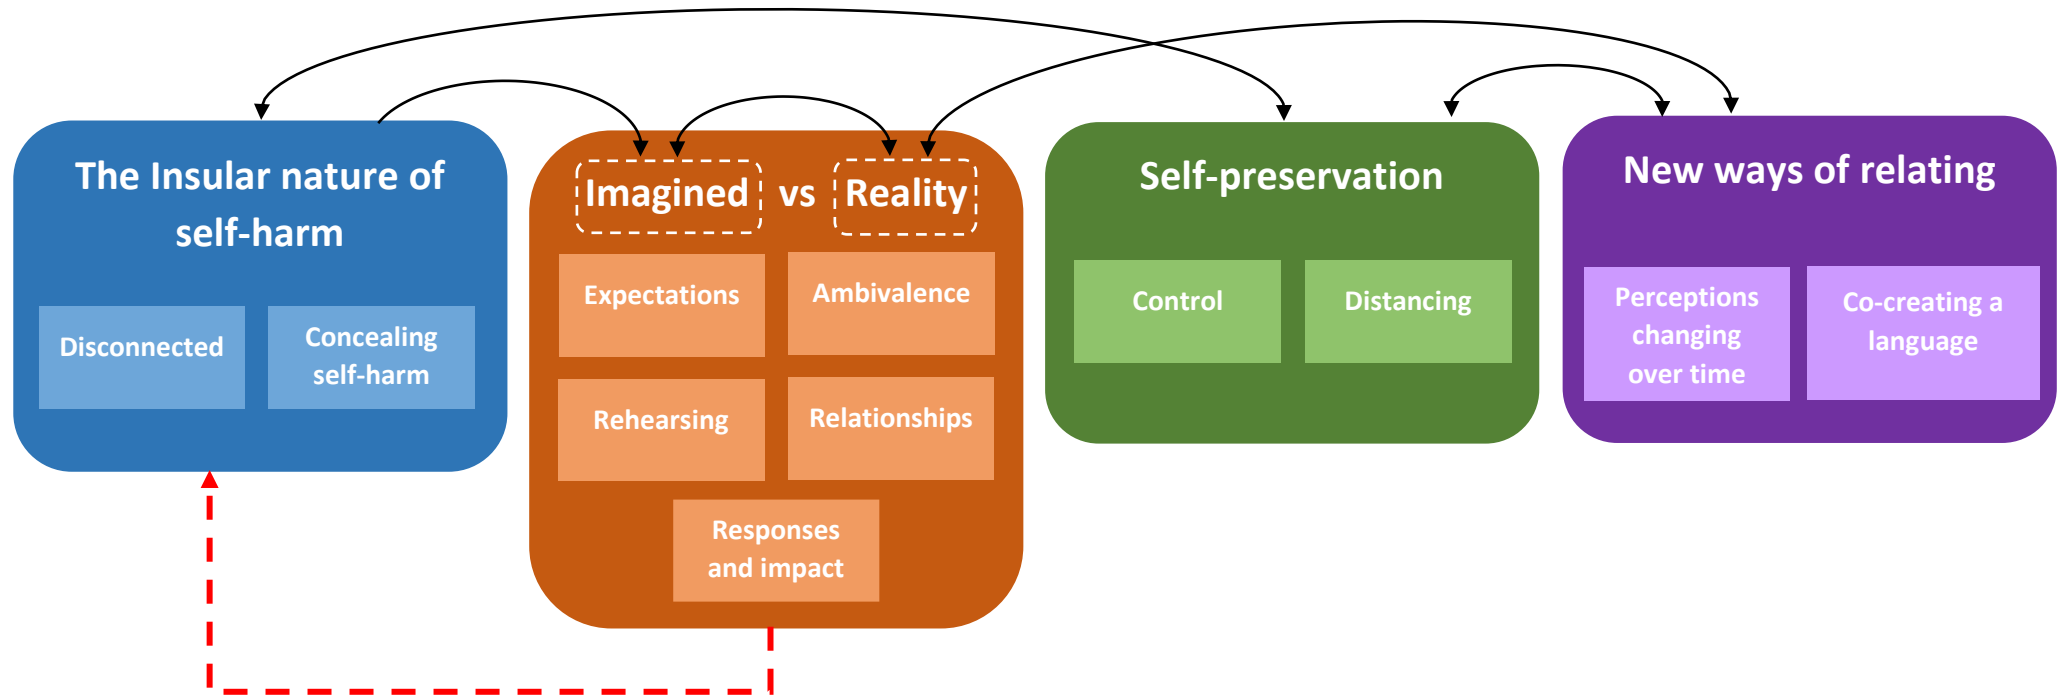 The Insular nature of
self-harm
Disconnected
Concealing
self-harm
Imagined vs Reality
Expectations
Ambivalence
Rehearsing
Relationships
Responses
and impact
Self-preservation
Control
Distancing
New ways of relating
Perceptions
changing
over time
Co-creating a
language